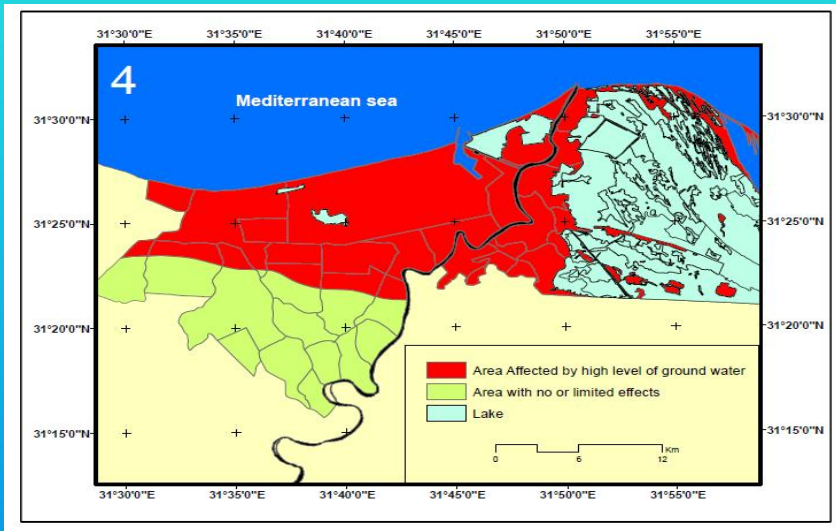 31°30'0"E 31°35'0"E 31°40'0"E 31°45'0"E 31°50'0"E 31°55'0"E
4
Mediterranean sea
31°30'0"N 31°30'0"N
31°25'0"N 31°25'0"N
31°20'0"N 31°20'0"N
31°15'0"N 31°15'0"N
Area Affected by high level of ground water
Area with no or limited effects
Lake
Km
0 6 12
31°30'0"E 31°35'0"E 31°40'0"E 31°45'0"E 31°50'0"E 31°55'0"E